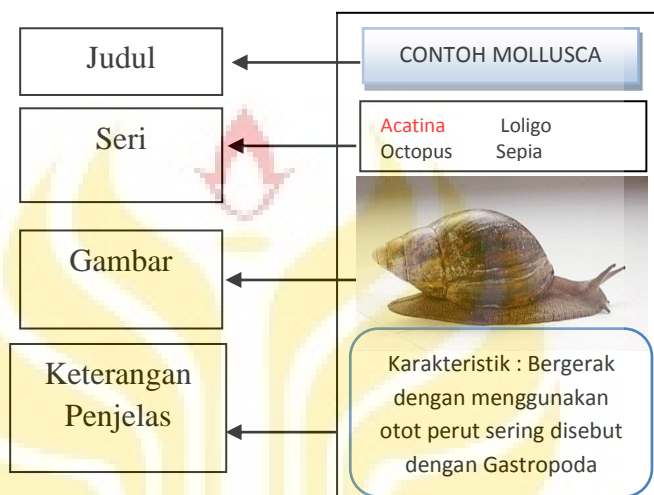 Judul
CONTOH MOLLUSCA
Seri
Acatina Loligo
Octopus Sepia
Gambar
Keterangan
Penjelas
Karakteristik : Bergerak
dengan menggunakan
otot perut sering disebut
dengan Gastropoda